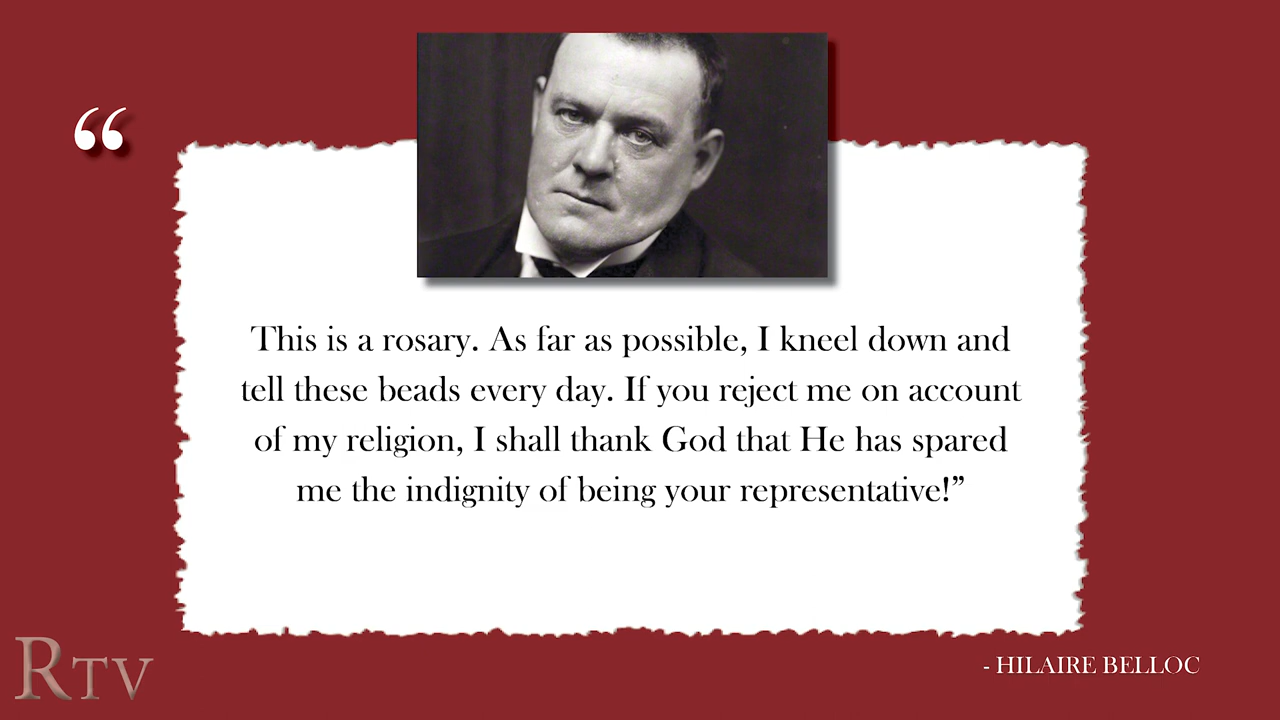 “
This is a rosary. As far as possible, I kneel down and
tell these beads every day. If you reject me on account
of my religion, I shall thank God that He has spared
me the indignity of being your representative!”
- HILAIRE BELLOC
RTV